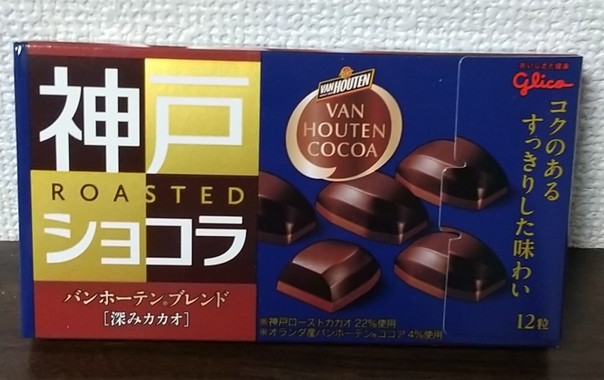 神戸
ROASTED
ショコラ
バンホーテン®ブレンド
[深みカカオ]
VAN HOUTEN
VAN
HOUTEN
COCOA
おいしさと健康
Glico
コクのある
すっきりした味わい
12粒
※神戸ローストカカオ22%使用
※オランダ産バンホーテン®ココア4%使用